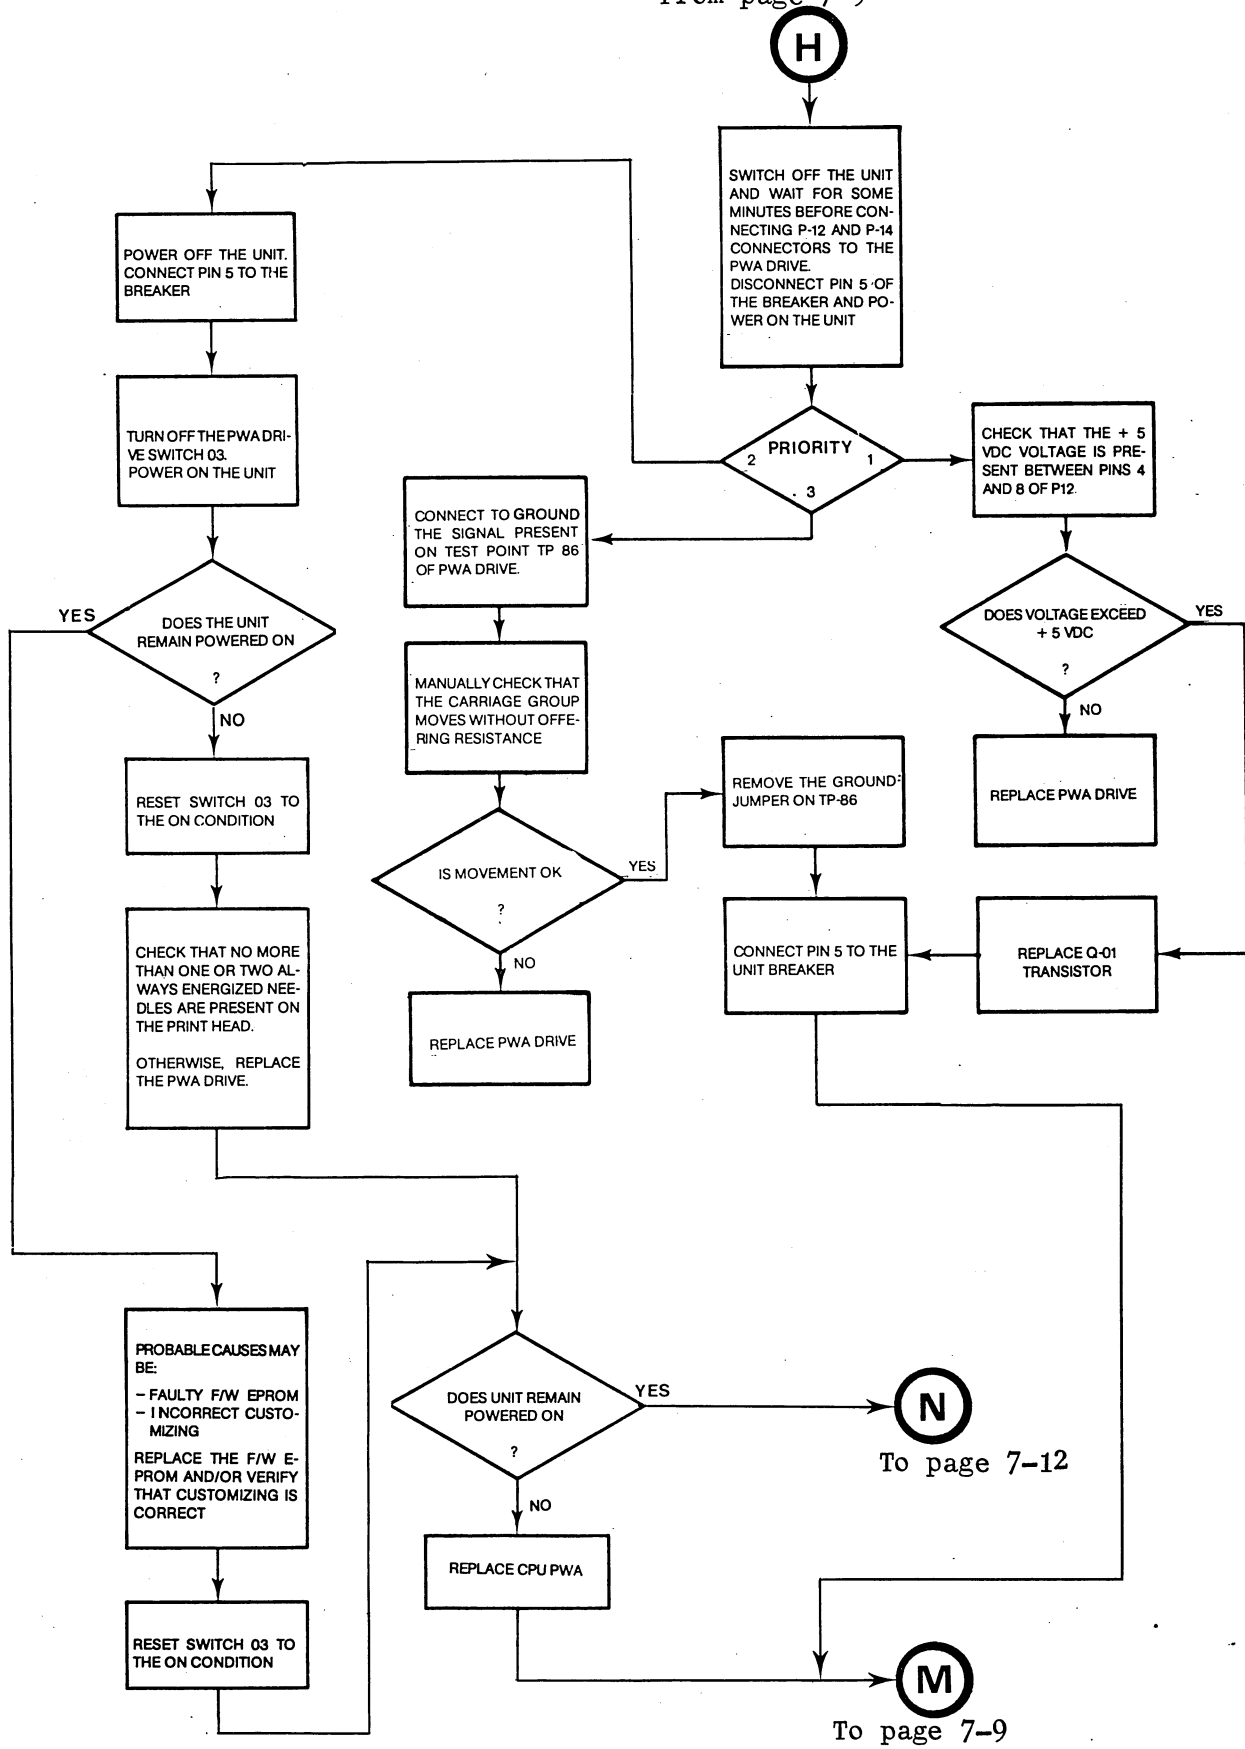 From page 7-9
H
SWITCH OFF THE UNIT
AND WAIT FOR SOME
MINUTES BEFORE CON-
NECTING P-12 AND P-14
CONNECTORS TO THE
PWA DRIVE.
DISCONNECT PIN 5 OF
THE BREAKER AND PO-
WER ON THE UNIT
PRIORITY
2
1
3
POWER OFF THE UNIT.
CONNECT PIN 5 TO THE
BREAKER
TURN OFF THE PWA DRI-
VE SWITCH 03.
POWER ON THE UNIT
YES
DOES THE UNIT
REMAIN POWERED ON
?
NO
RESET SWITCH 03 TO
THE ON CONDITION
CHECK THAT NO MORE
THAN ONE OR TWO AL-
WAYS ENERGIZED NEE-
DLES ARE PRESENT ON
THE PRINT HEAD.
OTHERWISE, REPLACE
THE PWA DRIVE.
CONNECT TO GROUND
THE SIGNAL PRESENT
ON TEST POINT TP 86
OF PWA DRIVE.
MANUALLY CHECK THAT
THE CARRIAGE GROUP
MOVES WITHOUT OFFE-
RING RESISTANCE
IS MOVEMENT OK
?
YES
NO
REPLACE PWA DRIVE
CHECK THAT THE + 5
VDC VOLTAGE IS PRE-
SENT BETWEEN PINS 4
AND 8 OF P12.
DOES VOLTAGE EXCEED
+ 5 VDC
?
YES
NO
REPLACE PWA DRIVE
REMOVE THE GROUND
JUMPER ON TP-86
CONNECT PIN 5 TO THE
UNIT BREAKER
REPLACE Q-01
TRANSISTOR
PROBABLE CAUSES MAY
BE:
– FAULTY F/W EPROM
– INCORRECT CUSTO-
MIZING
REPLACE THE F/W E-
PROM AND/OR VERIFY
THAT CUSTOMIZING IS
CORRECT
RESET SWITCH 03 TO
THE ON CONDITION
DOES UNIT REMAIN
POWERED ON
?
YES
NO
REPLACE CPU PWA
N
To page 7-12
M
To page 7-9